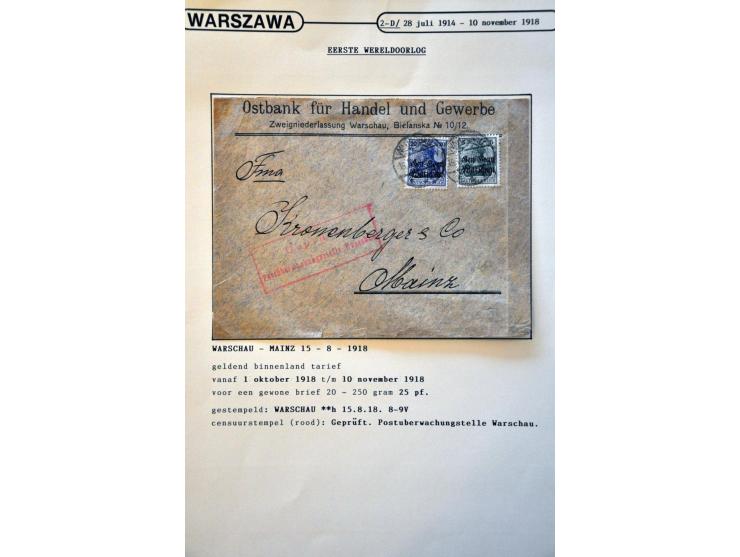 WARSZAWA
2-D/ 28 juli 1914 - 10 november 1918
EERSTE WERELDOORLOG
Ostbank für Handel und Gewerbe
Zweigniederlassung Warschau, Bielanska № 10/12.
Fma
Kronenberger & Co
Mainz
WARSCHAU - MAINZ 15 - 8 - 1918
geldend binnenland tarief
vanaf 1 oktober 1918 t/m 10 november 1918
voor een gewone brief 20 - 250 gram 25 pf.
gestempeld: WARSCHAU **h 15.8.18. 8-9V
censuurstempel (rood): Geprüft. Postuberwachungstelle Warschau.